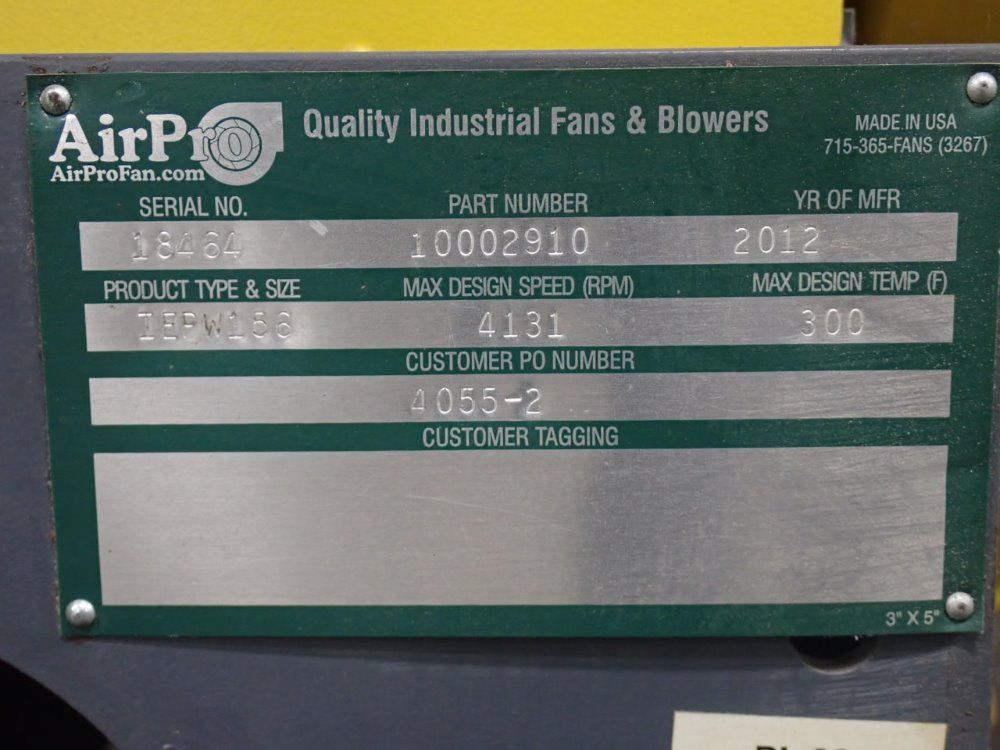 AirPro
AirProFan.com
Quality Industrial Fans & Blowers
MADE IN USA
715-365-FANS (3267)
SERIAL NO. PART NUMBER YR OF MFR
18464 10002910 2012
PRODUCT TYPE & SIZE MAX DESIGN SPEED (RPM) MAX DESIGN TEMP (F)
IEPW156 4131 300
CUSTOMER PO NUMBER
4055-2
CUSTOMER TAGGING
3" X 5"